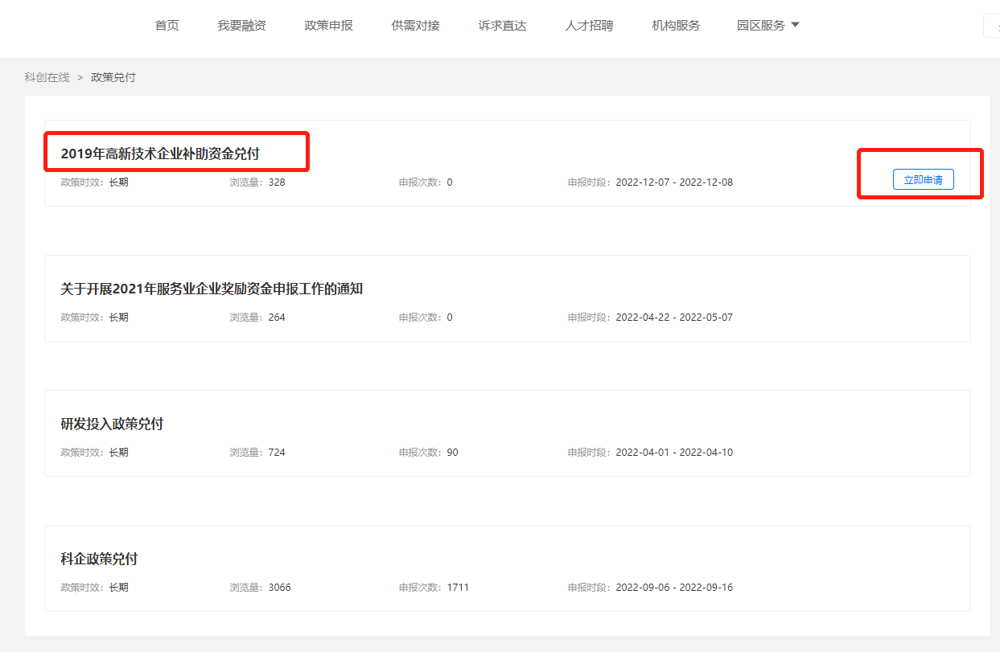 首页 我要融资 政策申报 供需对接 诉求直达 人才招聘 机构服务 园区服务
科创在线 > 政策兑付
2019年高新技术企业补助资金兑付
政策时效：长期 浏览量：328 申报次数：0 申报时段：2022-12-07 - 2022-12-08 立即申请
关于开展2021年服务业企业奖励资金申报工作的通知
政策时效：长期 浏览量：264 申报次数：0 申报时段：2022-04-22 - 2022-05-07
研发投入政策兑付
政策时效：长期 浏览量：724 申报次数：90 申报时段：2022-04-01 - 2022-04-10
科企政策兑付
政策时效：长期 浏览量：3066 申报次数：1711 申报时段：2022-09-06 - 2022-09-16